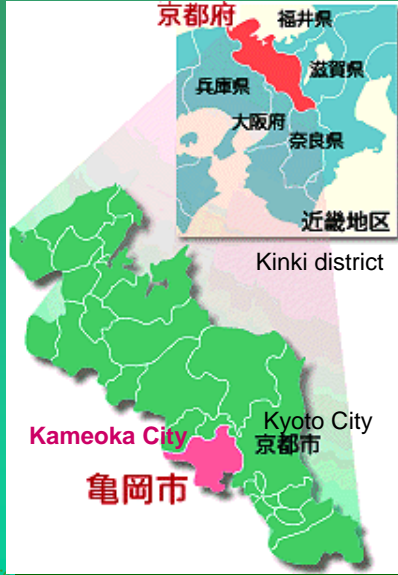 京都府
福井県
滋賀県
兵庫県
大阪府
奈良県
近畿地区
Kinki district
Kyoto City
Kameoka City
京都市
亀岡市